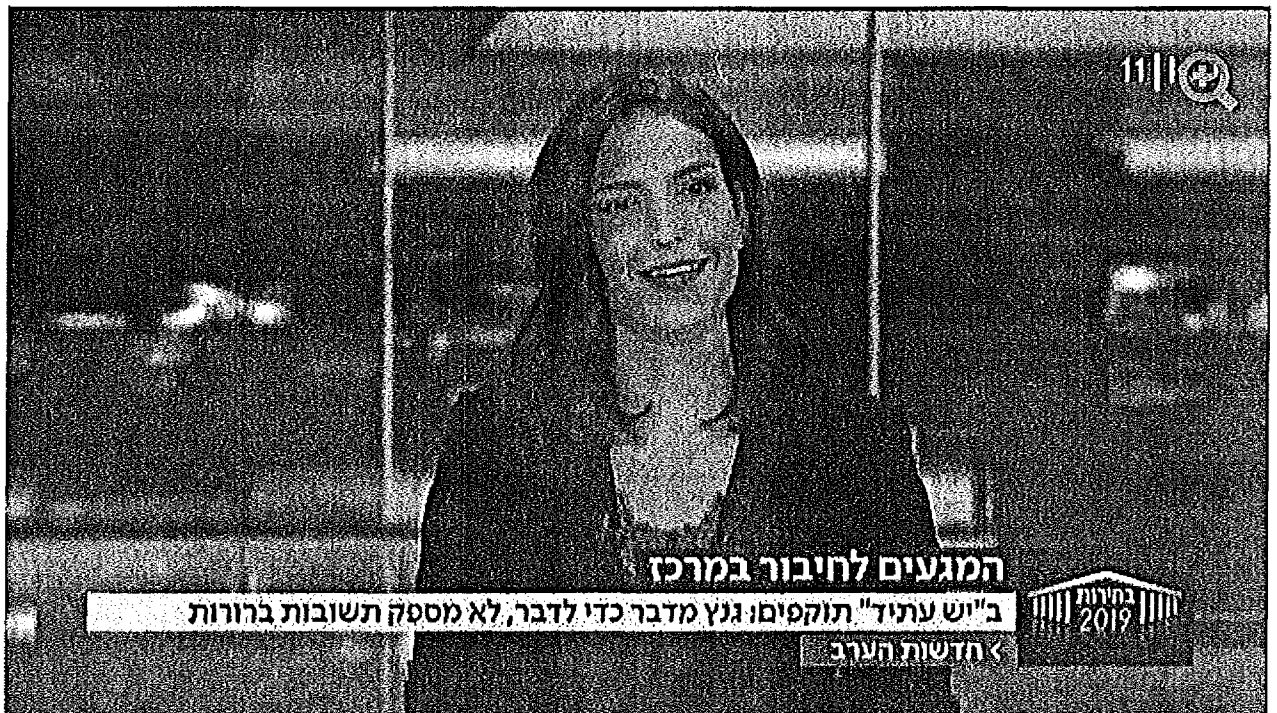 11
המגעים לחיבור במרכז
ב"יש עתיד" תוקפים: גנץ מדבר כדי לדבר, לא מספק תשובות ברורות
בחירות
2019
› חדשות הערב